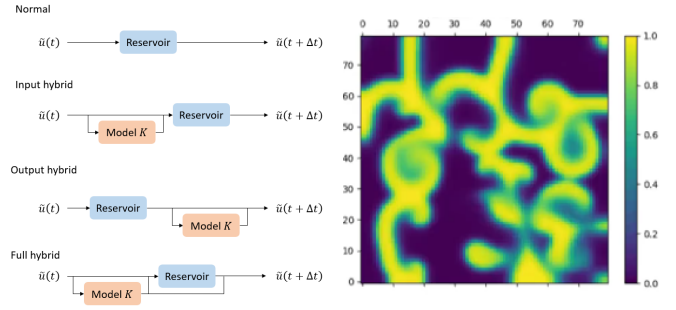 Normal
ũ(t)
Reservoir
ũ(t + Δt)
Input hybrid
ũ(t)
Reservoir
ũ(t + Δt)
Model K
Output hybrid
ũ(t)
Reservoir
ũ(t + Δt)
Model K
Full hybrid
ũ(t)
Reservoir
ũ(t + Δt)
Model K
0 10 20 30 40 50 60 70
70
60
50
40
30
20
10
0
1.0
0.8
0.6
0.4
0.2
0.0